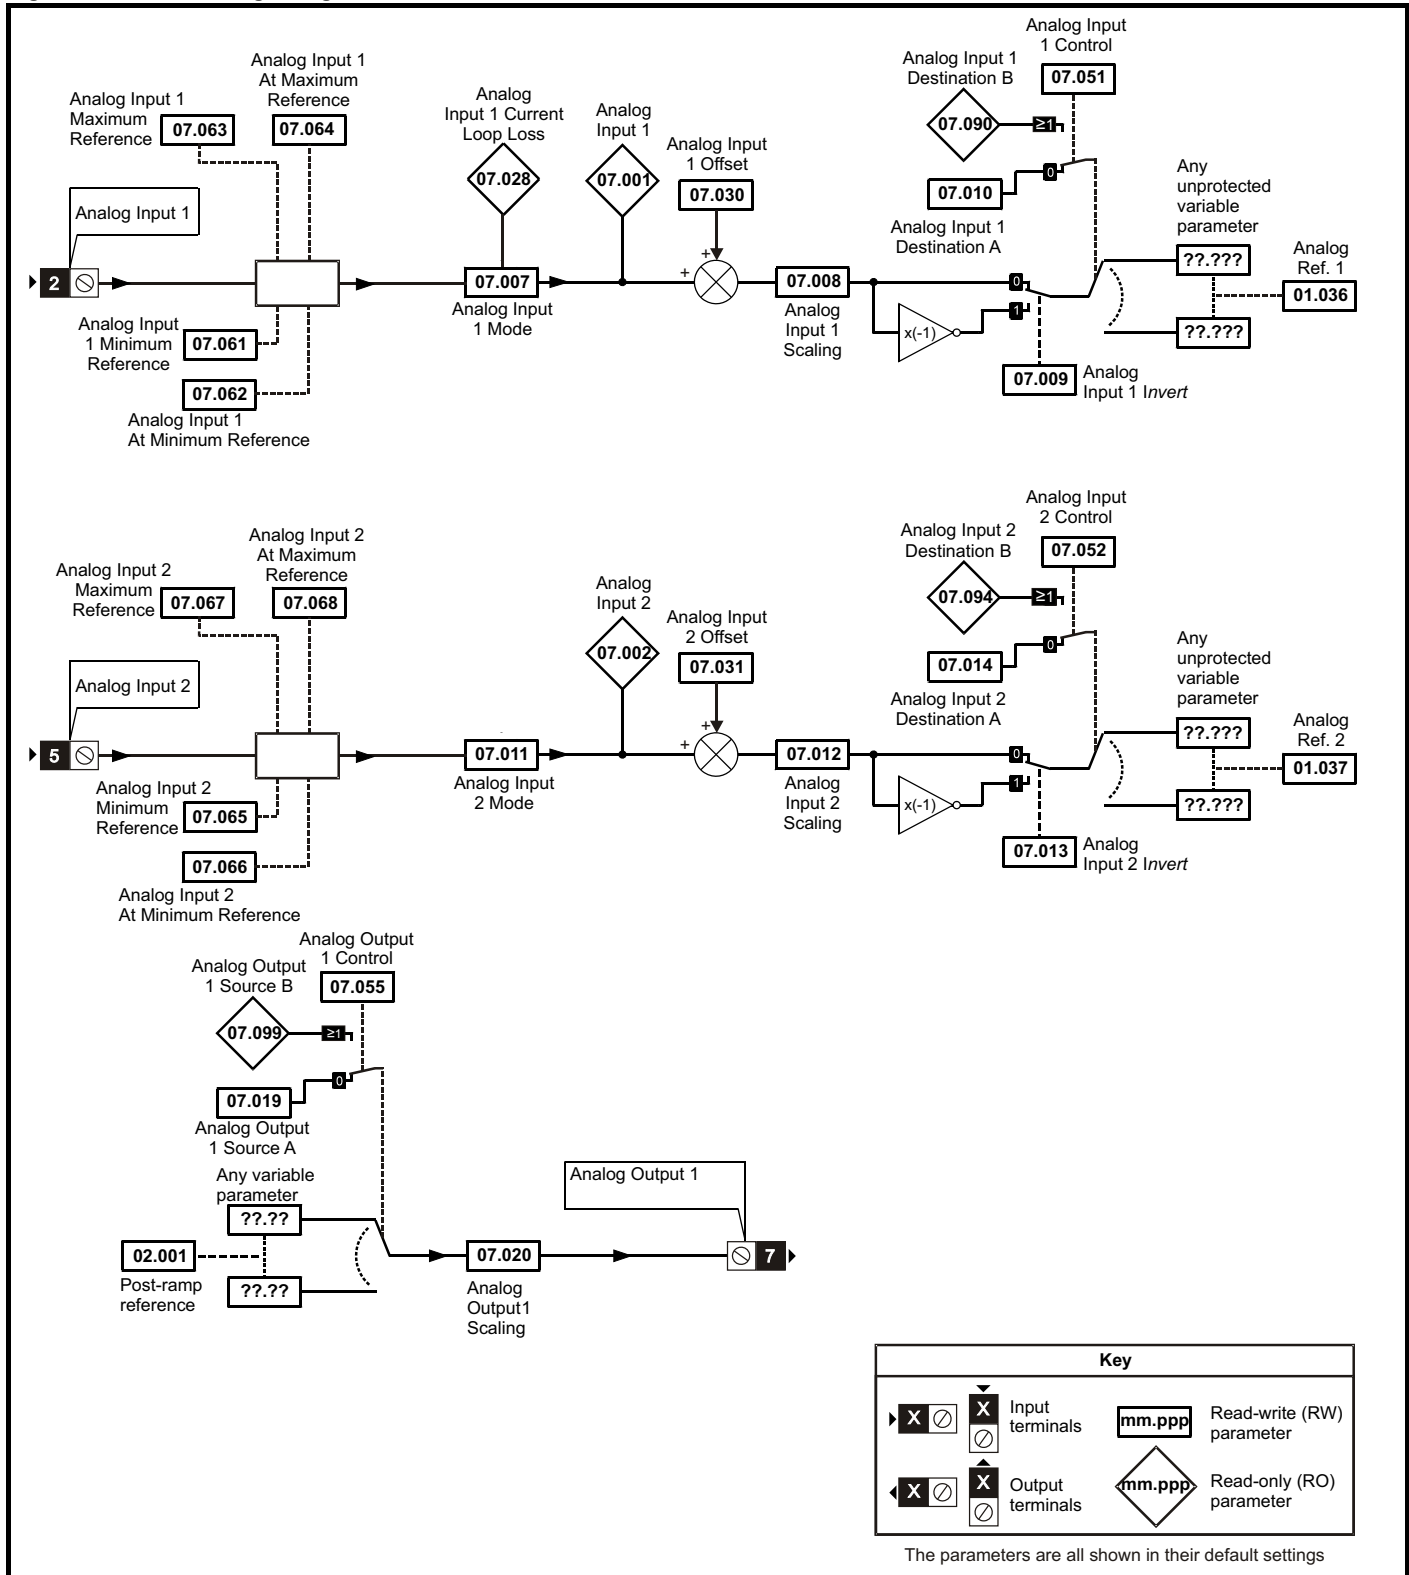 Analog Input 1
Maximum
Reference
07.063
Analog Input 1
At Maximum
Reference
07.064
Analog
Input 1 Current
Loop Loss
07.028
Analog
Input 1
07.001
Analog Input
1 Offset
07.030
Analog Input 1
Destination B
07.090
≥1
Analog Input
1 Control
07.051
0
07.010
Analog Input 1
Destination A
Any
unprotected
variable
parameter
??.???
Analog
Ref. 1
01.036
??.???
Analog Input 1
2
07.007
Analog Input
1 Mode
+
+
07.008
Analog
Input 1
Scaling
x(-1)
0
1
07.009
Analog
Input 1 Invert
Analog Input
1 Minimum
Reference
07.061
07.062
Analog Input 1
At Minimum Reference
Analog Input 2
Maximum
Reference
07.067
Analog Input 2
At Maximum
Reference
07.068
Analog
Input 2
07.002
Analog Input
2 Offset
07.031
Analog Input 2
Destination B
07.094
≥1
Analog Input
2 Control
07.052
0
07.014
Analog Input 2
Destination A
Any
unprotected
variable
parameter
??.???
Analog
Ref. 2
01.037
??.???
Analog Input 2
5
07.011
Analog Input
2 Mode
+
+
07.012
Analog
Input 2
Scaling
x(-1)
0
1
07.013
Analog
Input 2 Invert
Analog Input 2
Minimum
Reference
07.065
07.066
Analog Input 2
At Minimum Reference
Analog Output
1 Control
07.055
Analog Output
1 Source B
07.099
≥1
0
07.019
Analog Output
1 Source A
Any variable
parameter
??.??
02.001
Post-ramp
reference
??.??
07.020
Analog
Output1
Scaling
Analog Output 1
7
Key
X
X
Input
terminals
mm.ppp
Read-write (RW)
parameter
X
X
Output
terminals
mm.ppp
Read-only (RO)
parameter
The parameters are all shown in their default settings